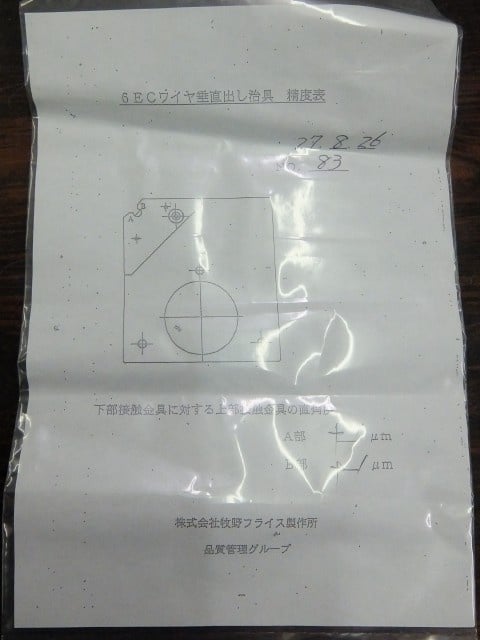 6ECワイヤ垂直出し治具 精度表
27. 8. 26
No. 83
下部接触金具に対する上部接触金具の直角度
A部 μm
B部 μm
株式会社牧野フライス製作所
品質管理グループ